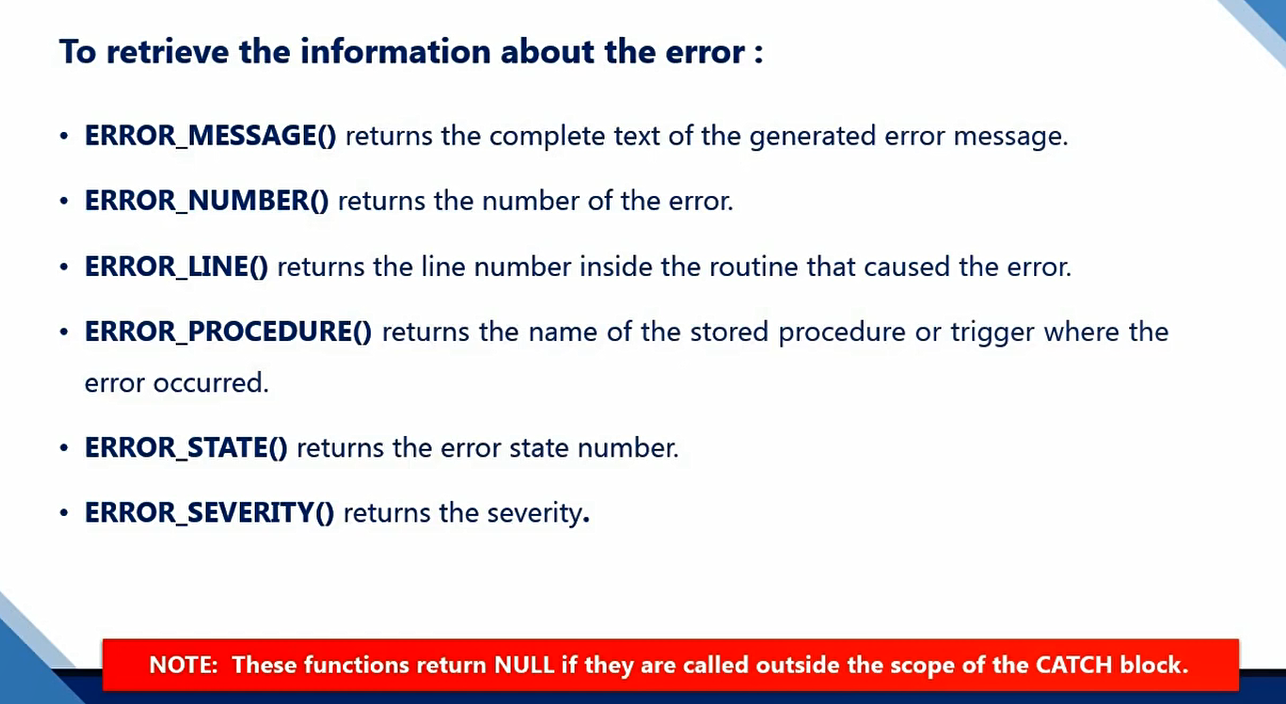 To retrieve the information about the error :
• ERROR_MESSAGE() returns the complete text of the generated error message.
• ERROR_NUMBER() returns the number of the error.
• ERROR_LINE() returns the line number inside the routine that caused the error.
• ERROR_PROCEDURE() returns the name of the stored procedure or trigger where the
error occurred.
• ERROR_STATE() returns the error state number.
• ERROR_SEVERITY() returns the severity.
NOTE: These functions return NULL if they are called outside the scope of the CATCH block.